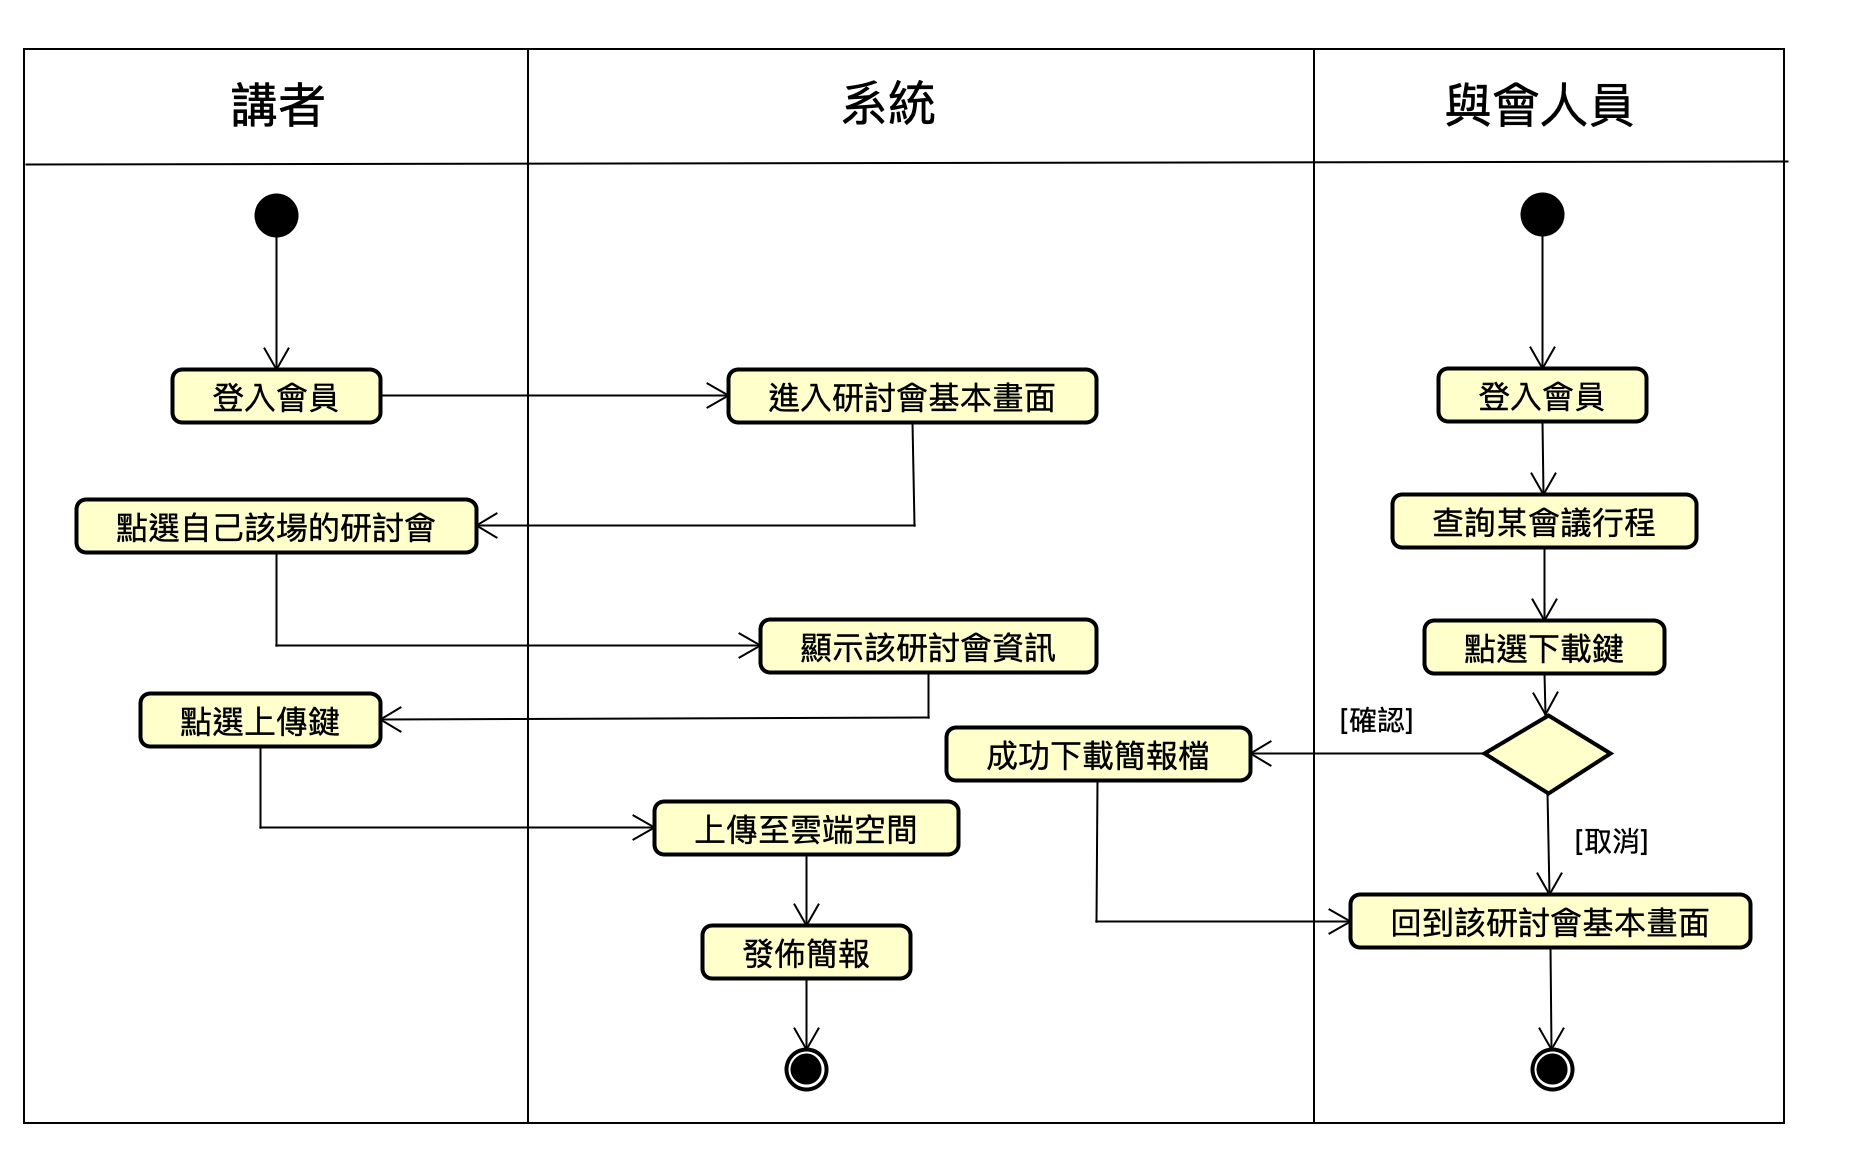 講者
系統
與會人員
登入會員
進入研討會基本畫面
登入會員
點選自己該場的研討會
查詢某會議行程
顯示該研討會資訊
點選下載鍵
點選上傳鍵
[確認]
成功下載簡報檔
上傳至雲端空間
[取消]
回到該研討會基本畫面
發佈簡報